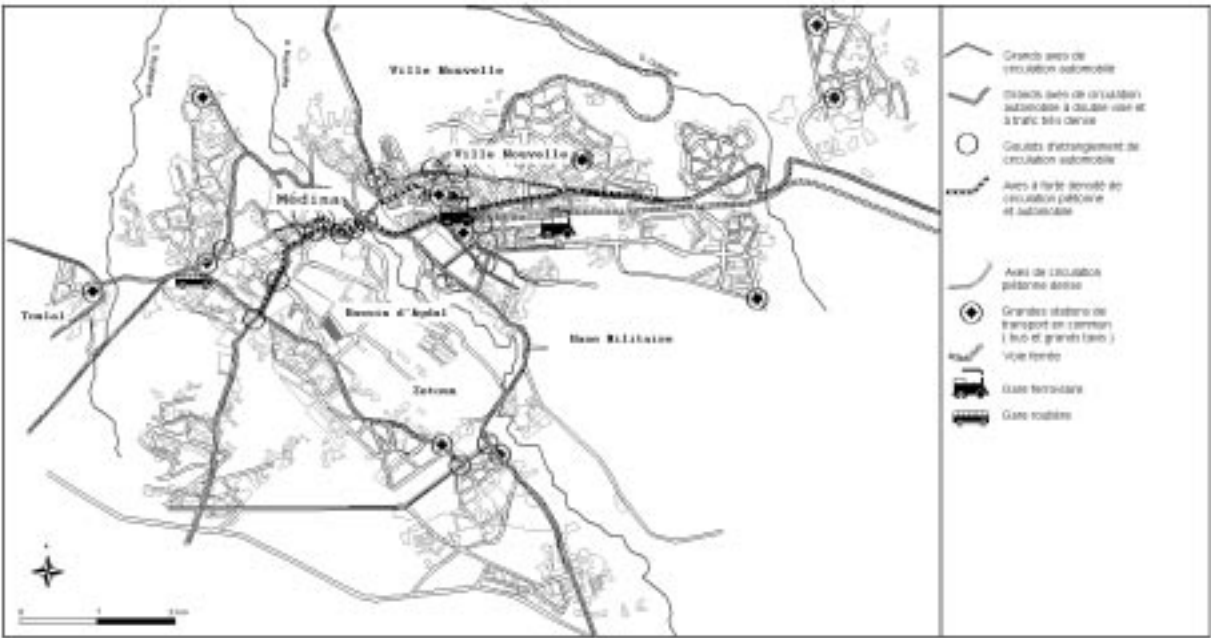 Ville Nouvelle
Ville Nouvelle
Médina
Toulal
Bassin d'Agdal
Base Militaire
Zetoun
Grands axes de
circulation automobile
Grands axes de circulation
automobile à double voie et
à trafic très dense
Goulots d'étranglement de
circulation automobile
Axes à forte densité de
circulation piétonne
et automobile
Axes de circulation
piétonne dense
Grandes stations de
transport en commun
( bus et grands taxis )
Voie ferrée
Gare ferroviaire
Gare routière